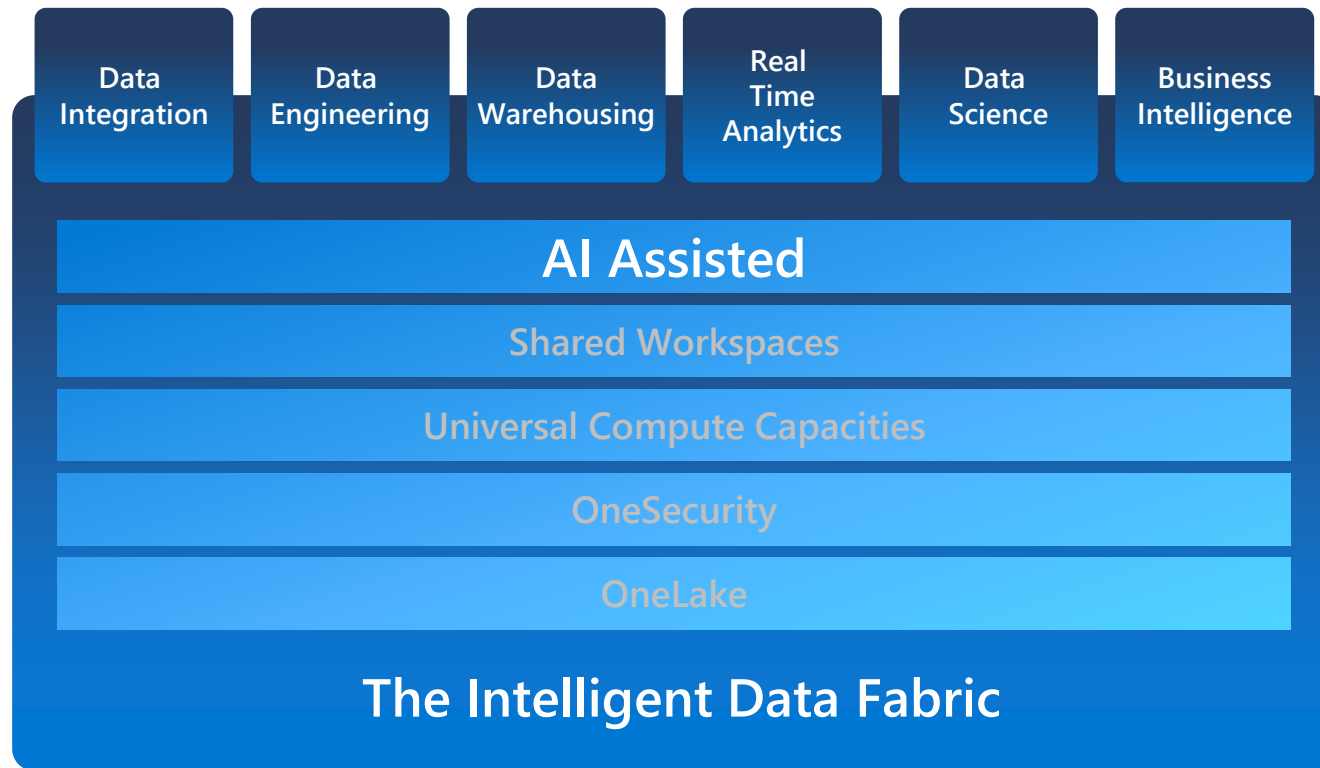 Data
Integration
Data
Engineering
Data
Warehousing
Real
Time
Analytics
Data
Science
Business
Intelligence
AI Assisted
Shared Workspaces
Universal Compute Capacities
OneSecurity
OneLake
The Intelligent Data Fabric